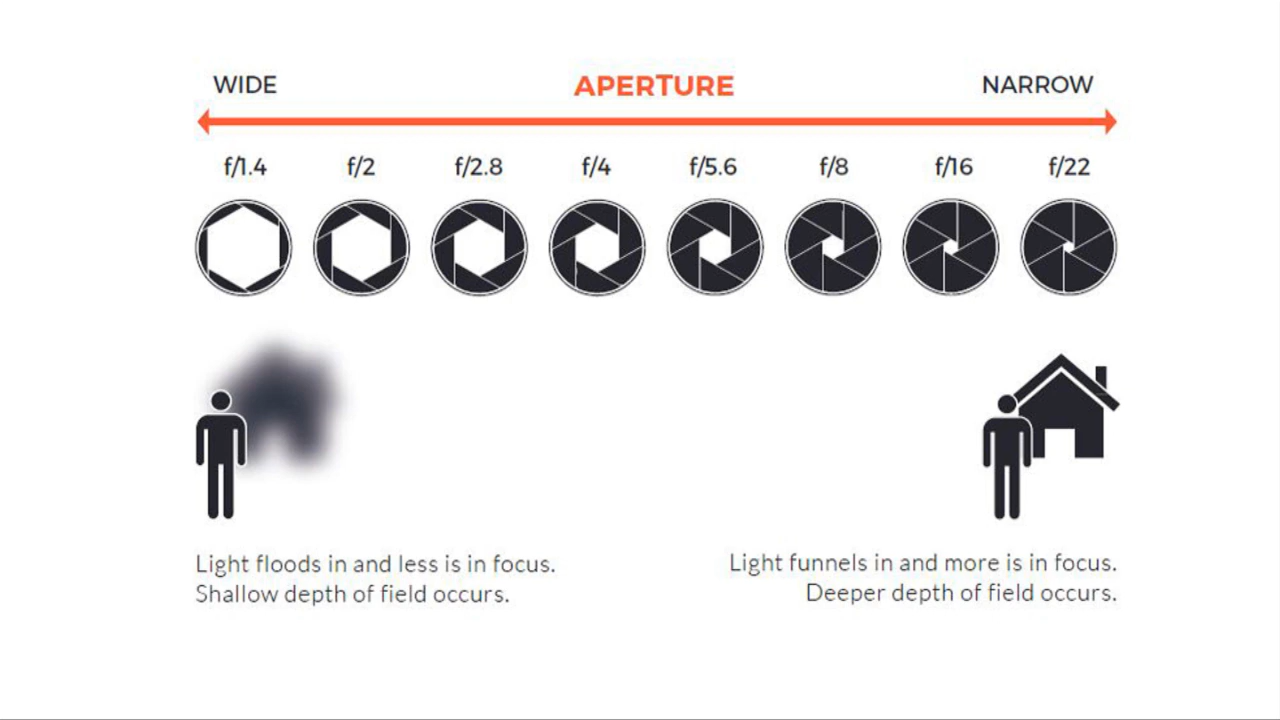 WIDE APERTURE NARROW
f/1.4 f/2 f/2.8 f/4 f/5.6 f/8 f/16 f/22
Light floods in and less is in focus.
Shallow depth of field occurs.
Light funnels in and more is in focus.
Deeper depth of field occurs.